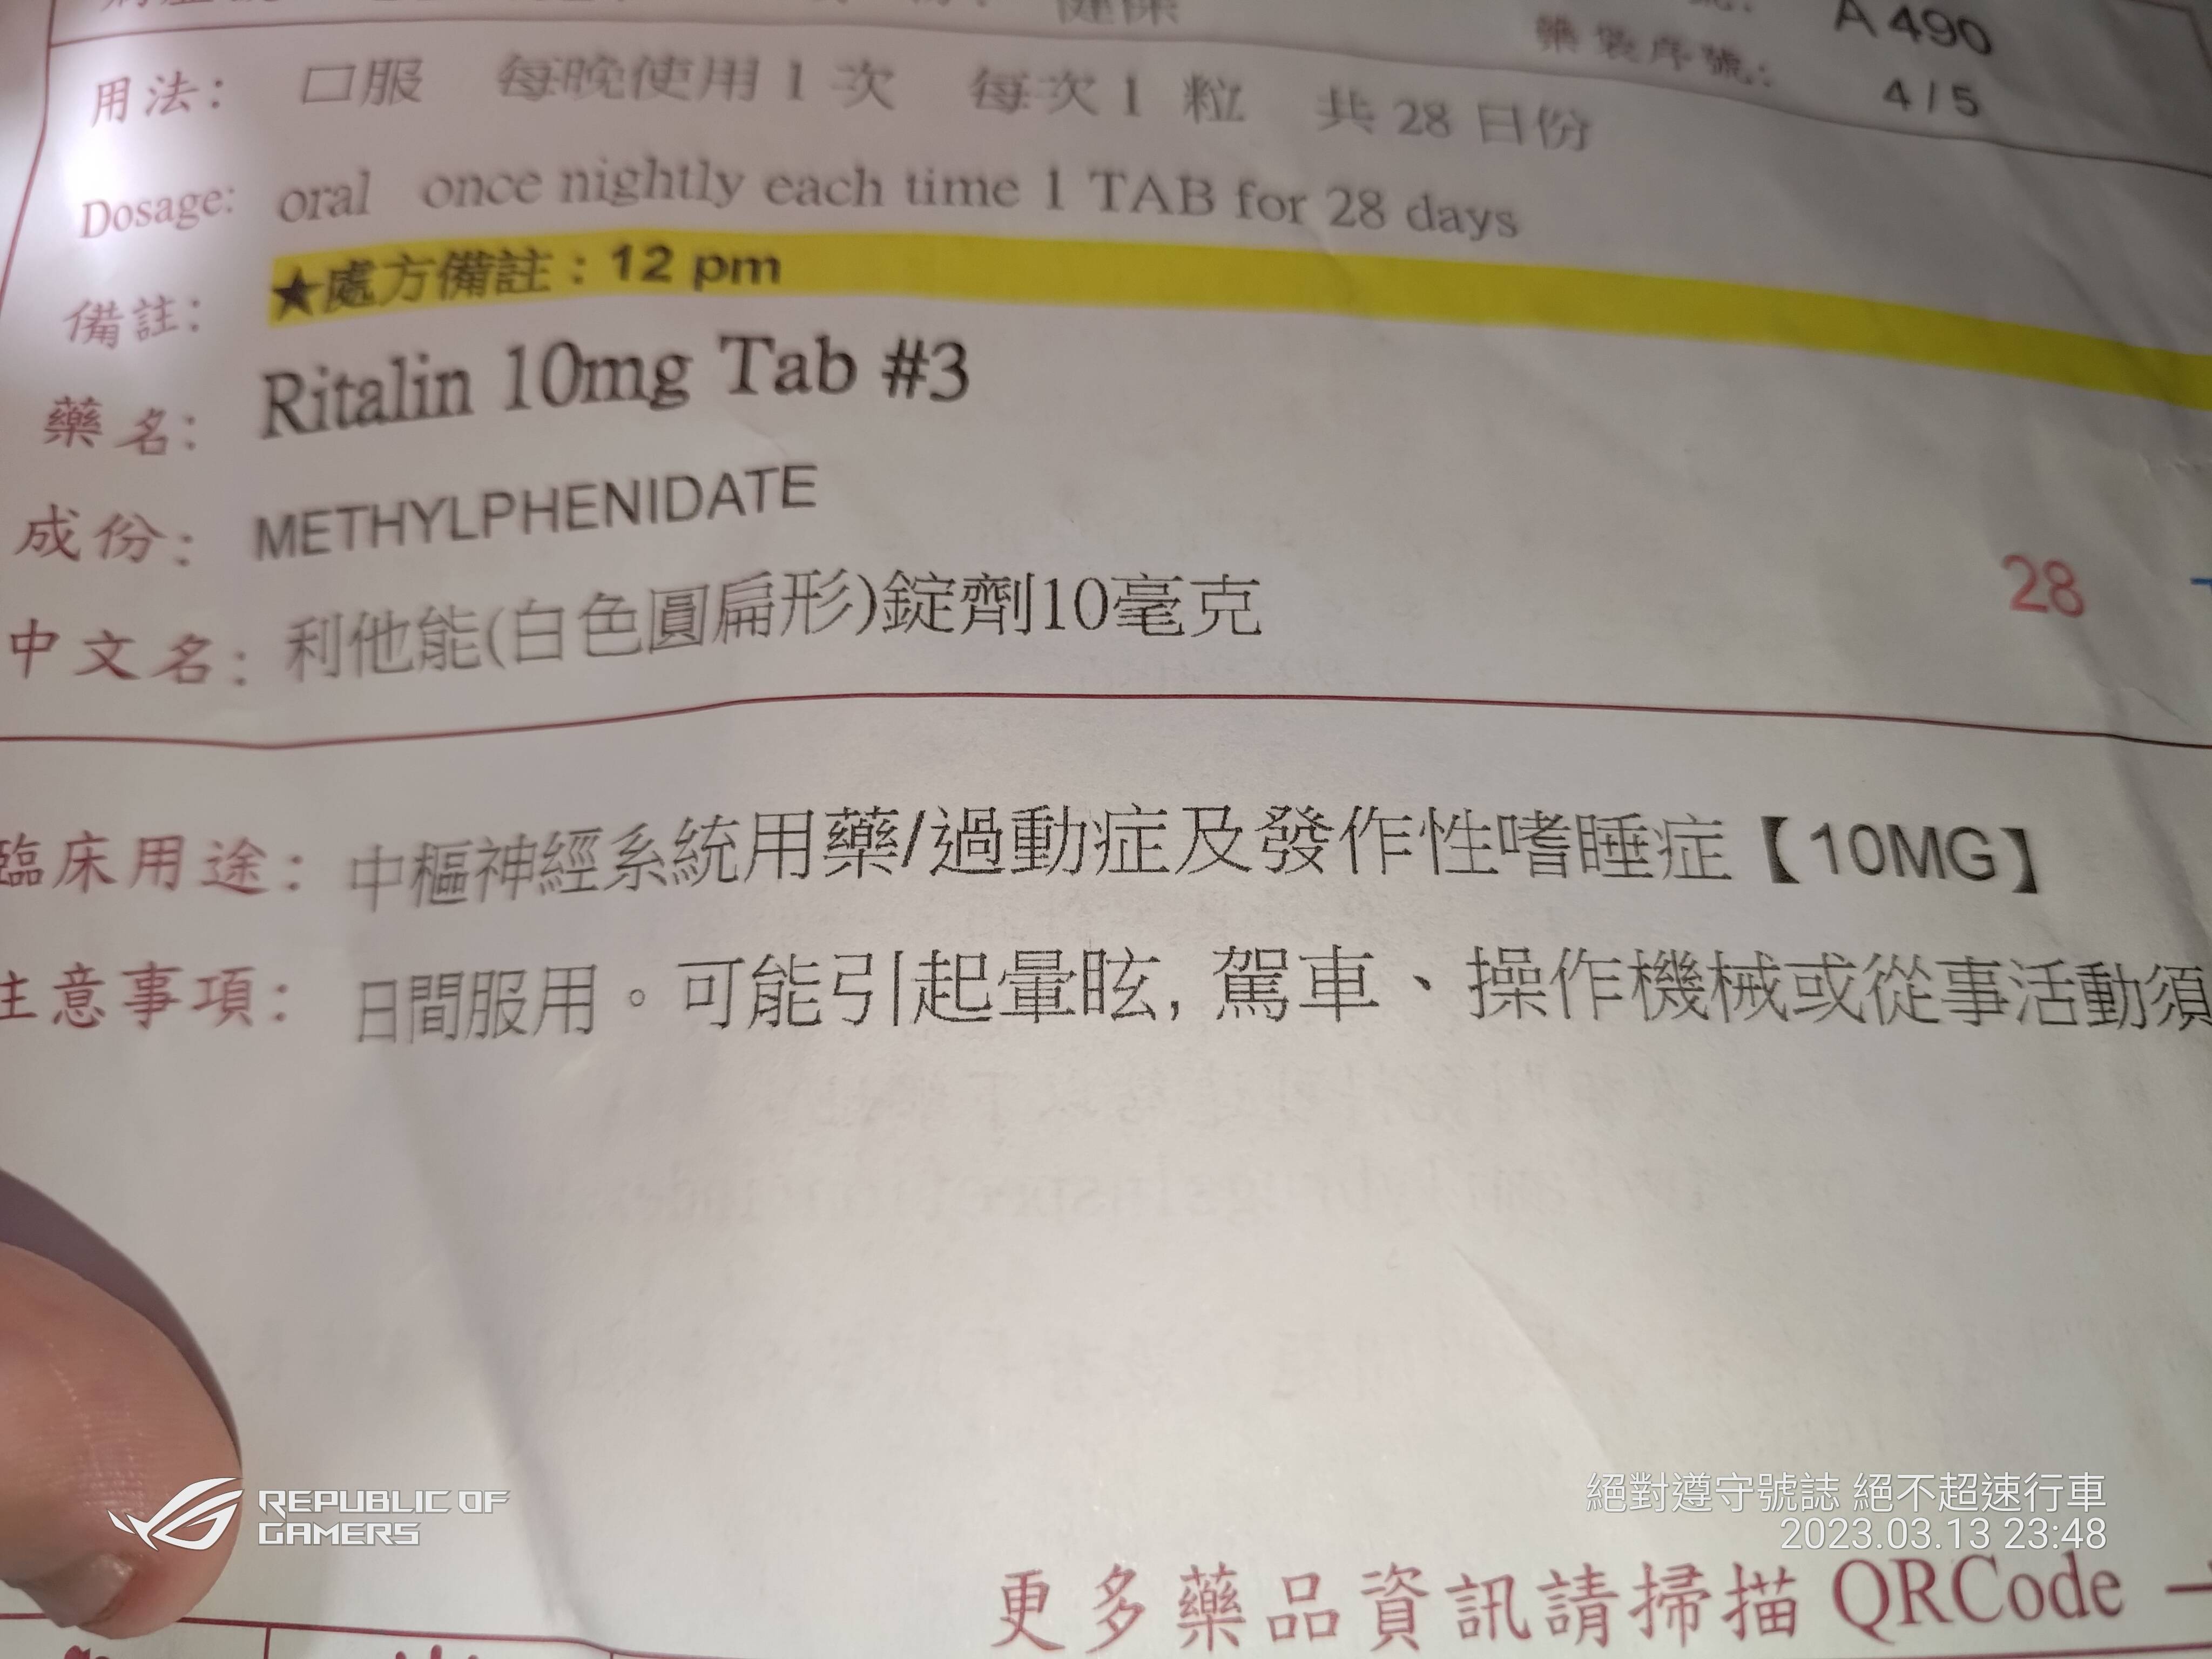 健保
A490
藥袋序號:
4/5
用法: 口服 每晚使用1次 每次1 粒 共28日份
Dosage: oral once nightly each time 1 TAB for 28 days
備註: ★處方備註:12 pm
藥名: Ritalin 10mg Tab #3
成份: METHYLPHENIDATE
中文名: 利他能(白色圓扁形)錠劑10毫克
28
臨床用途: 中樞神經系統用藥/過動症及發作性嗜睡症【10MG】
注意事項: 日間服用。可能引起暈眩, 駕車、操作機械或從事活動須
REPUBLIC OF
GAMERS
絕對遵守號誌 絕不超速行車
2023.03.13 23:48
更多藥品資訊請掃描 QRCode